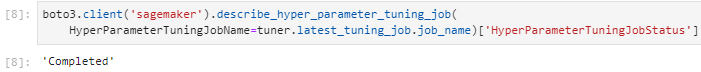 [8]: boto3.client('sagemaker').describe_hyper_parameter_tuning_job(
HyperParameterTuningJobName=tuner.latest_tuning_job.job_name)['HyperParameterTuningJobStatus']
[8]: 'Completed'